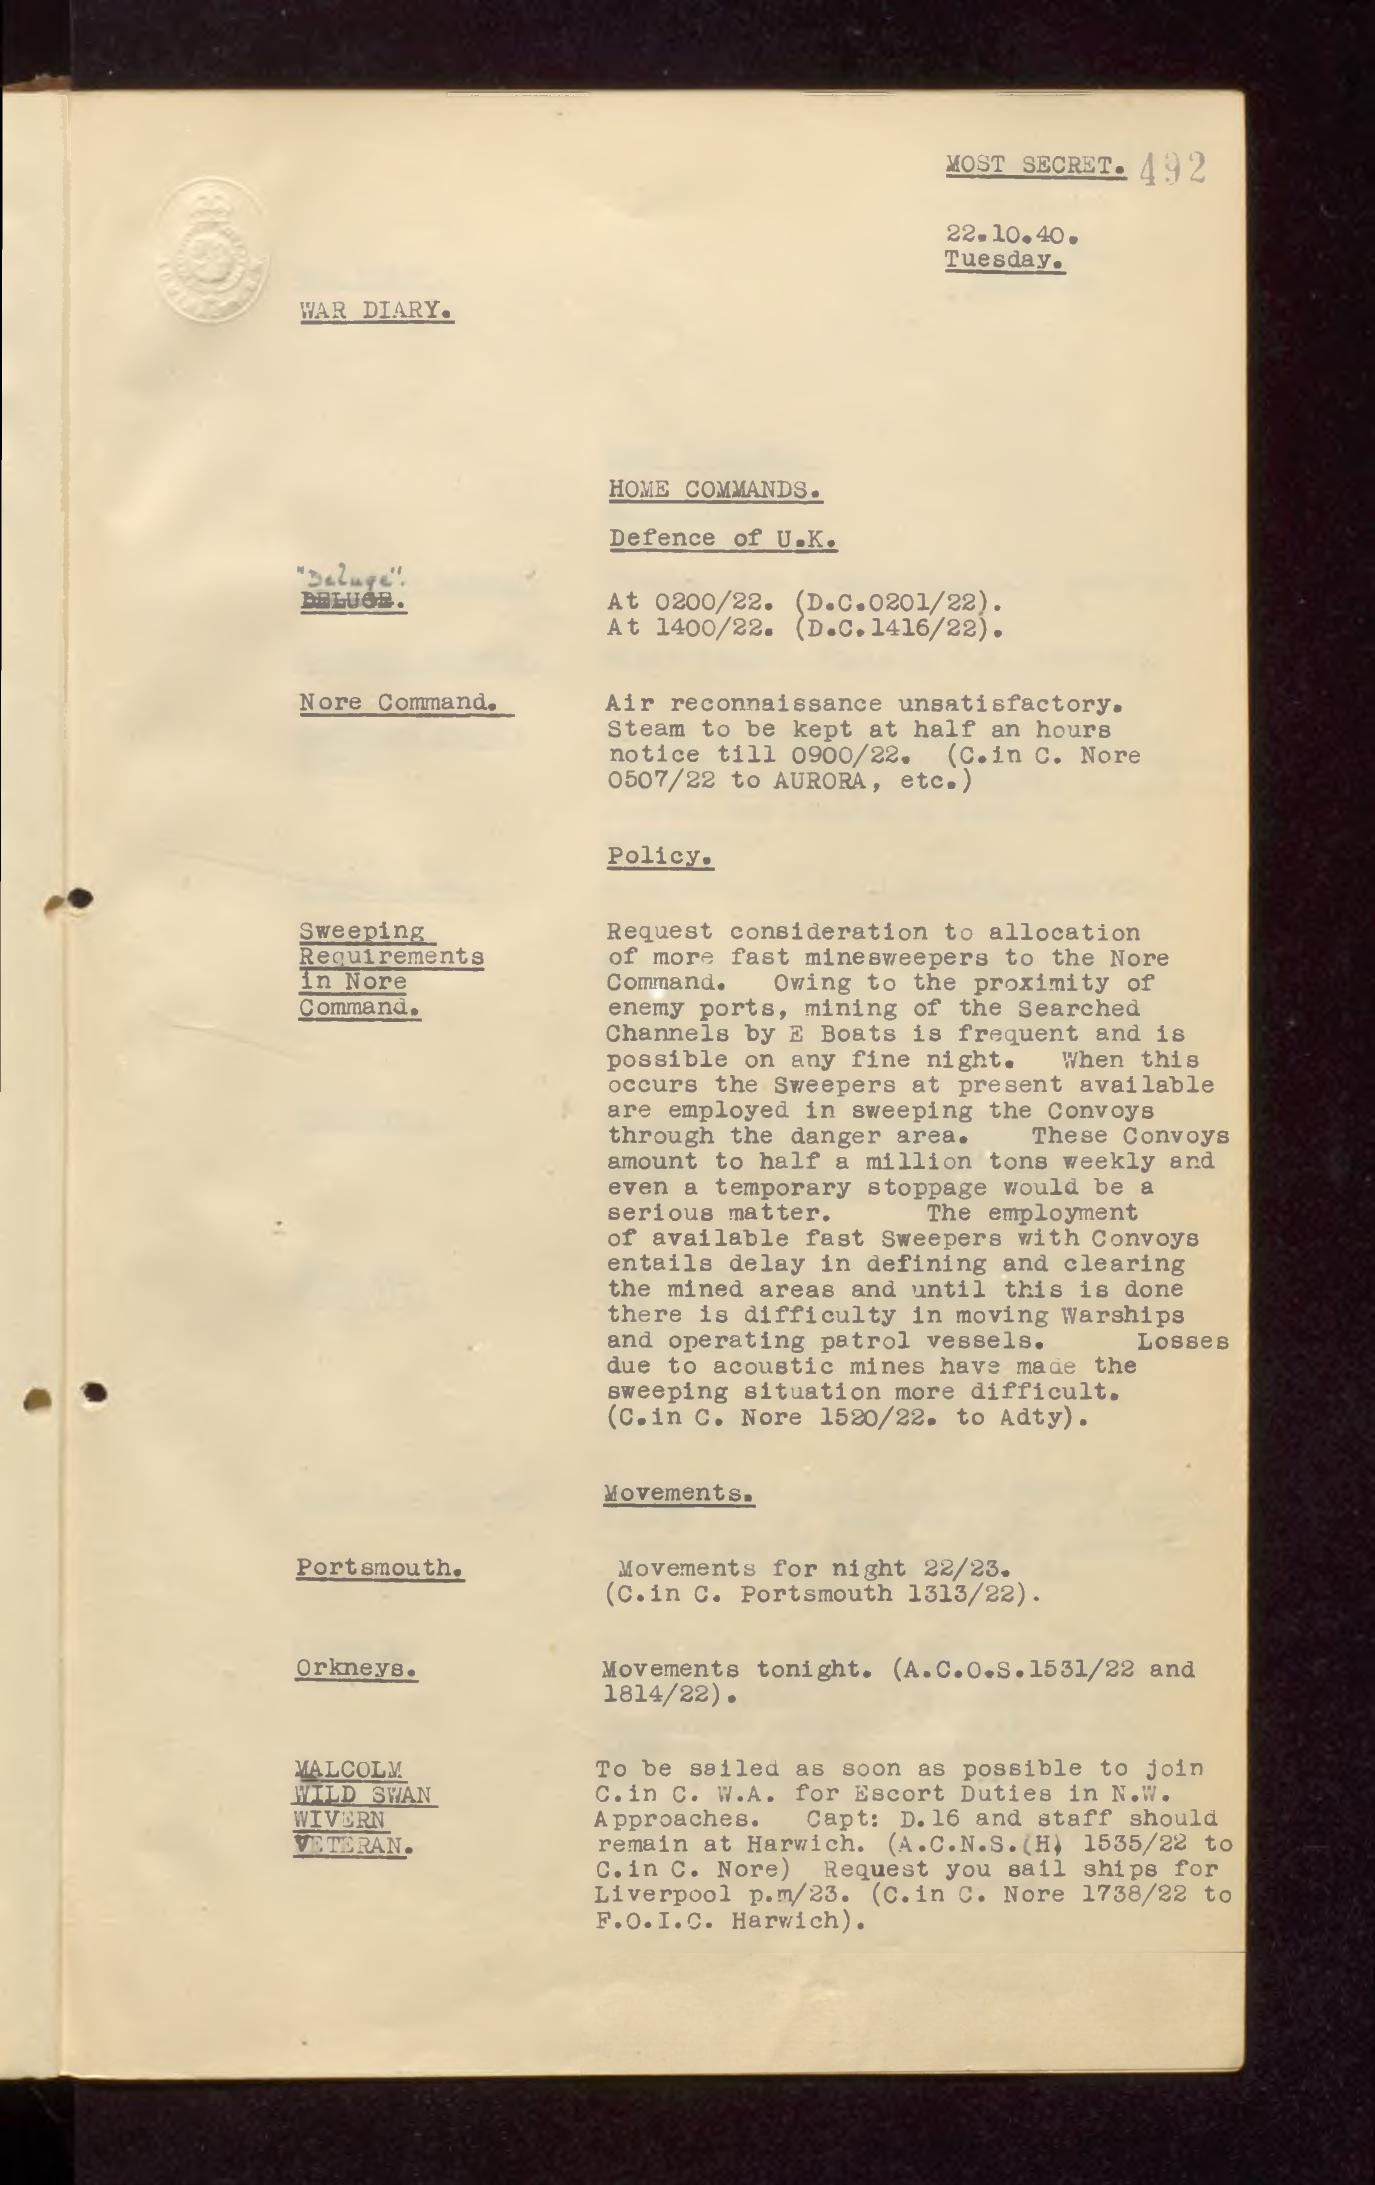 MOST SECRET. 492
22.10.40.
Tuesday.
WAR DIARY.
HOME COMMANDS.
Defence of U.K.
"Deluge".
DELUGE. At 0200/22. (D.C.0201/22).
At 1400/22. (D.C.1416/22).
Nore Command. Air reconnaissance unsatisfactory.
Steam to be kept at half an hours
notice till 0900/22. (C.in C. Nore
0507/22 to AURORA, etc.)
Policy.
Sweeping Request consideration to allocation
Requirements of more fast minesweepers to the Nore
in Nore Command. Owing to the proximity of
Command. enemy ports, mining of the Searched
Channels by E Boats is frequent and is
possible on any fine night. When this
occurs the Sweepers at present available
are employed in sweeping the Convoys
through the danger area. These Convoys
amount to half a million tons weekly and
even a temporary stoppage would be a
serious matter. The employment
of available fast Sweepers with Convoys
entails delay in defining and clearing
the mined areas and until this is done
there is difficulty in moving Warships
and operating patrol vessels. Losses
due to acoustic mines have made the
sweeping situation more difficult.
(C.in C. Nore 1520/22. to Adty).
Movements.
Portsmouth. Movements for night 22/23.
(C.in C. Portsmouth 1313/22).
Orkneys. Movements tonight. (A.C.O.S.1531/22 and
1814/22).
MALCOLM To be sailed as soon as possible to join
WILD SWAN C.in C. W.A. for Escort Duties in N.W.
WIVERN Approaches. Capt: D.16 and staff should
VETERAN. remain at Harwich. (A.C.N.S.(H) 1535/22 to
C.in C. Nore) Request you sail ships for
Liverpool p.m/23. (C.in C. Nore 1738/22 to
F.O.I.C. Harwich).